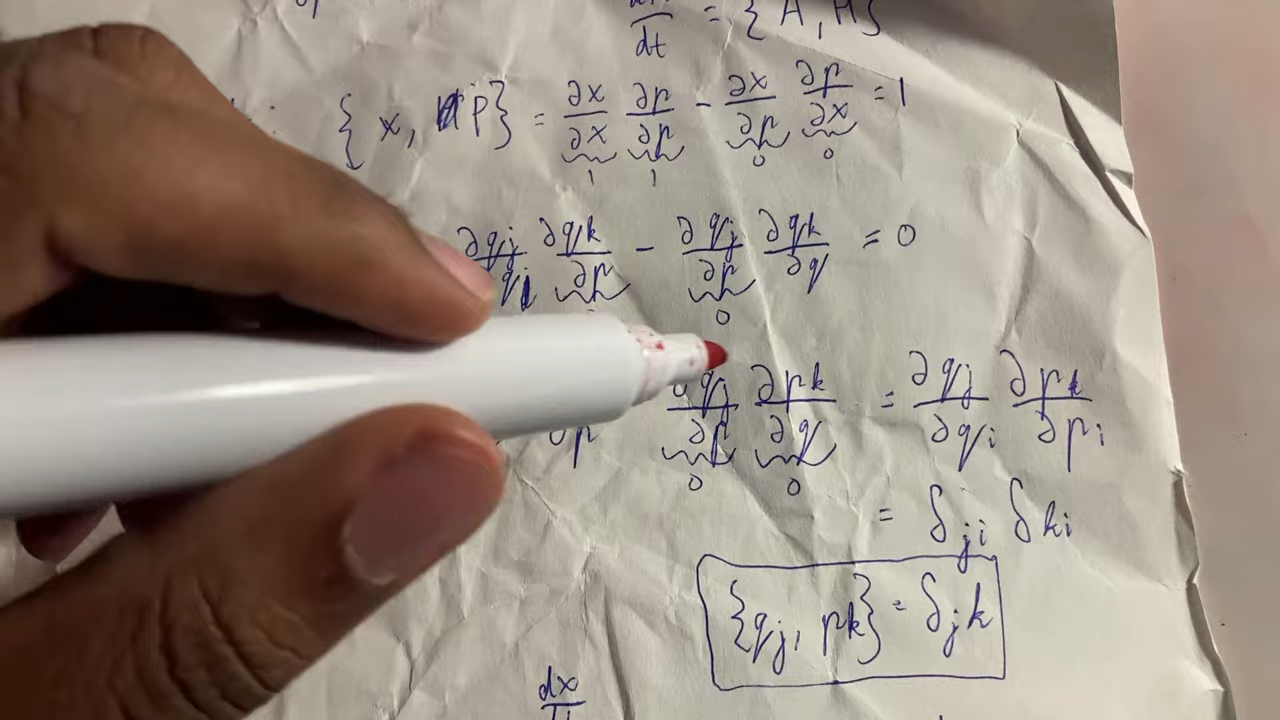 /dt = {A, H}
{x, p} = ∂x/∂x ∂p/∂p − ∂x/∂p ∂p/∂x = 1
1 1 0 0
∂qj/∂qi ∂qk/∂p − ∂qj/∂p ∂qk/∂q = 0
0
∂p ∂qj/∂p ∂pk/∂q = ∂qj/∂qi ∂pk/∂pi
0 0
= δji δki
{qj, pk} = δjk
dx